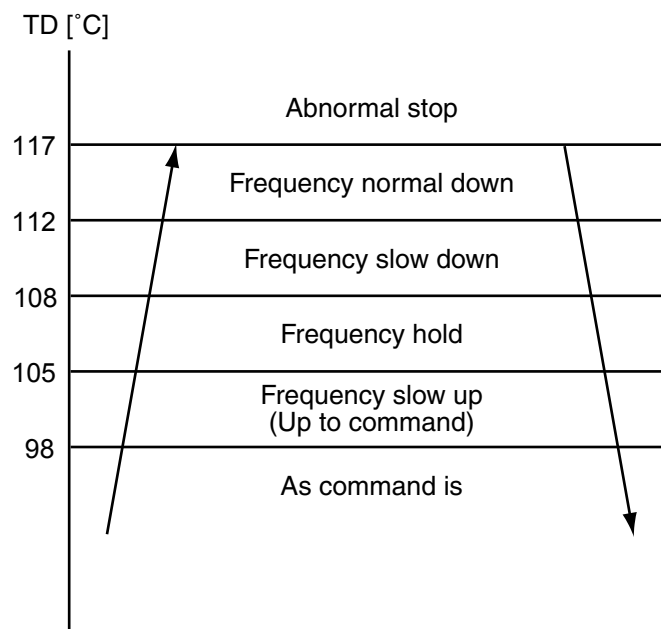 TD [˚C]
Abnormal stop
117
Frequency normal down
112
Frequency slow down
108
Frequency hold
105
Frequency slow up
(Up to command)
98
As command is